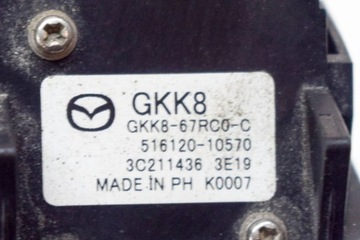 GKK8
GKK8-67RC0-C
516120-10570
3C211436 3E19
MADE IN PH K0007